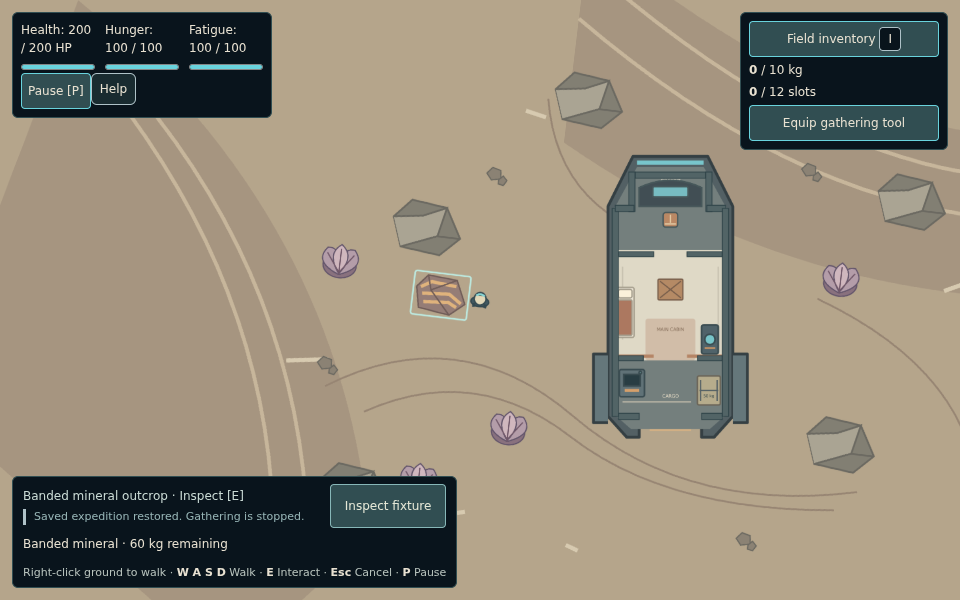 Health: 200 / 200 HP
Hunger: 100 / 100
Fatigue: 100 / 100
Pause [P]
Help
Field inventory I
0 / 10 kg
0 / 12 slots
Equip gathering tool
MAIN CABIN
CARGO
Banded mineral outcrop · Inspect [E]
Saved expedition restored. Gathering is stopped.
Inspect fixture
Banded mineral · 60 kg remaining
Right-click ground to walk · W A S D Walk · E Interact · Esc Cancel · P Pause